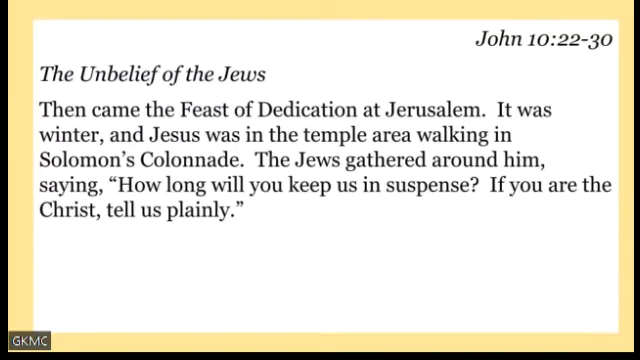 John 10:22-30
The Unbelief of the Jews
Then came the Feast of Dedication at Jerusalem.  It was
winter, and Jesus was in the temple area walking in
Solomon’s Colonnade.  The Jews gathered around him,
saying, “How long will you keep us in suspense?  If you are the
Christ, tell us plainly.”
GKMC